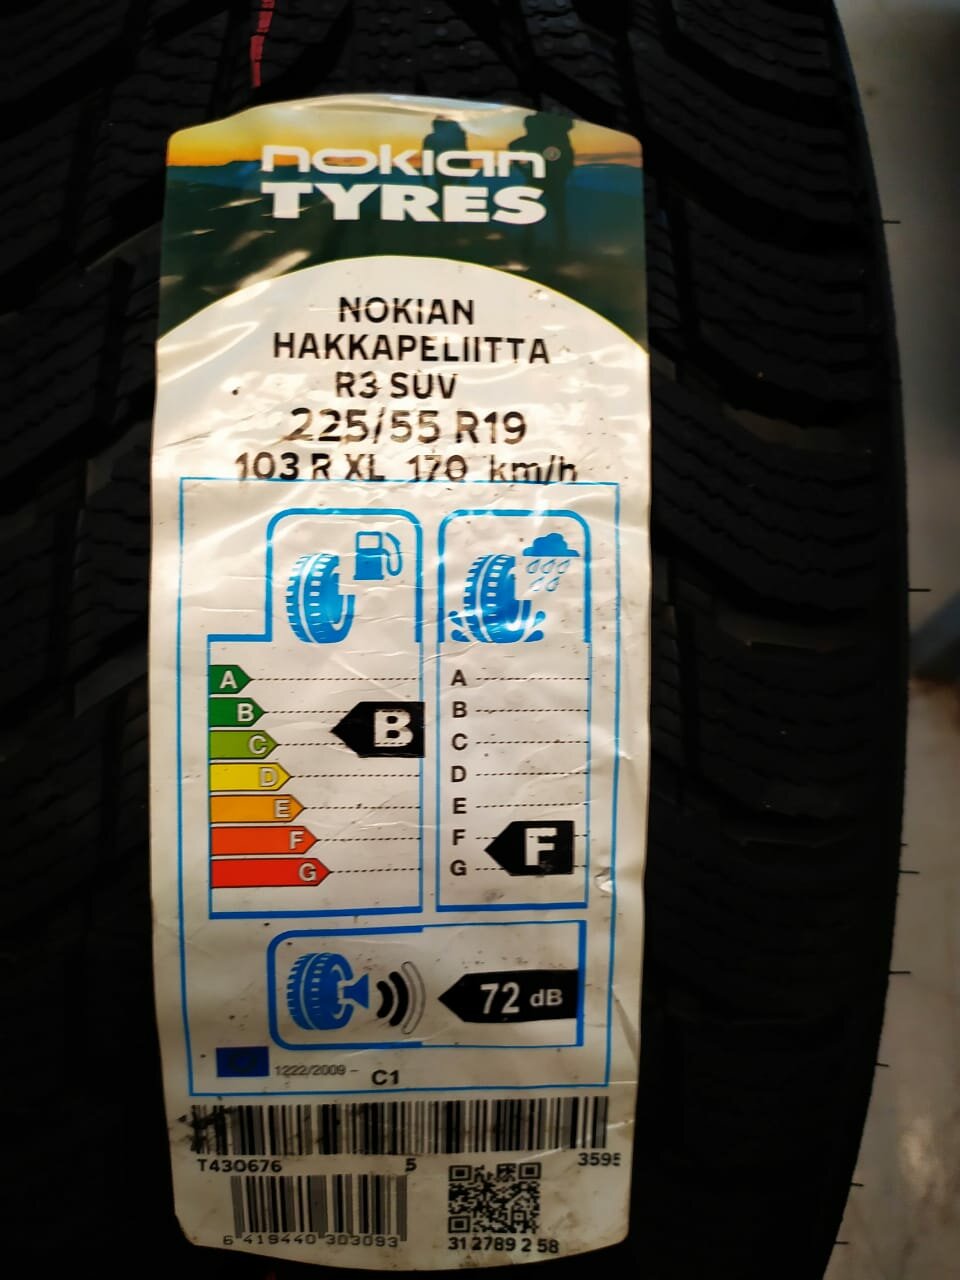 nokian®
TYRES
NOKIAN
HAKKAPELIITTA
R3 SUV
225/55 R19
103 R XL 170 km/h
A
B
C
D
E
F
G
B
A
B
C
D
E
F
G
F
72 dB
1222/2009 - C1
T430676 5 3595
6 419440 303093
31 2789 2 58